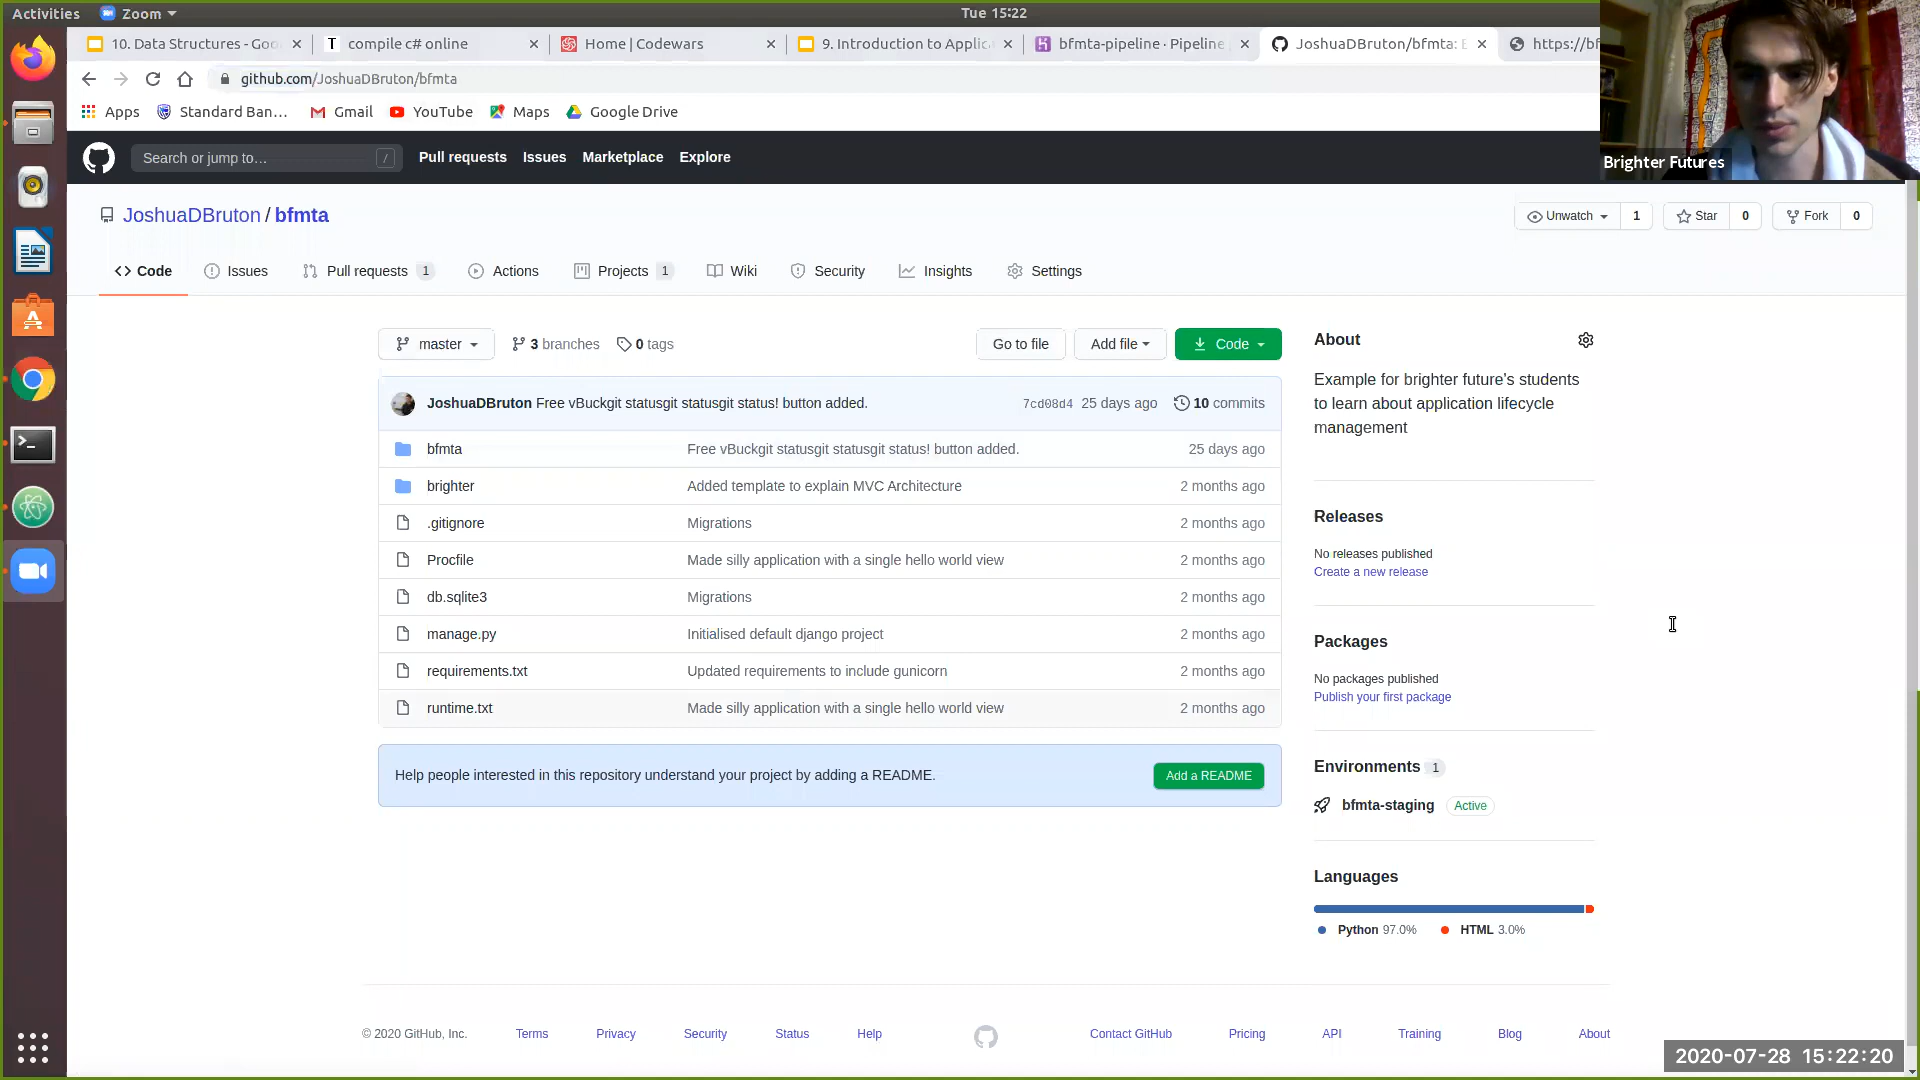 Activities Zoom Tue 15:22
10. Data Structures - Goo compile c# online Home | Codewars 9. Introduction to Applic bfmta-pipeline · Pipeline JoshuaDBruton/bfmta: E https://bf
github.com/JoshuaDBruton/bfmta
Apps Standard Ban... Gmail YouTube Maps Google Drive
Search or jump to... / Pull requests Issues Marketplace Explore
Brighter Futures
JoshuaDBruton / bfmta Unwatch 1 Star 0 Fork 0
Code Issues Pull requests 1 Actions Projects 1 Wiki Security Insights Settings
master 3 branches 0 tags Go to file Add file Code
JoshuaDBruton Free vBuckgit statusgit statusgit status! button added. 7cd08d4 25 days ago 10 commits
bfmta Free vBuckgit statusgit statusgit status! button added. 25 days ago
brighter Added template to explain MVC Architecture 2 months ago
.gitignore Migrations 2 months ago
Procfile Made silly application with a single hello world view 2 months ago
db.sqlite3 Migrations 2 months ago
manage.py Initialised default django project 2 months ago
requirements.txt Updated requirements to include gunicorn 2 months ago
runtime.txt Made silly application with a single hello world view 2 months ago
Help people interested in this repository understand your project by adding a README. Add a README
About
Example for brighter future's students
to learn about application lifecycle
management
Releases
No releases published
Create a new release
Packages
No packages published
Publish your first package
Environments 1
bfmta-staging Active
Languages
Python 97.0% HTML 3.0%
© 2020 GitHub, Inc. Terms Privacy Security Status Help Contact GitHub Pricing API Training Blog About
2020-07-28 15:22:20